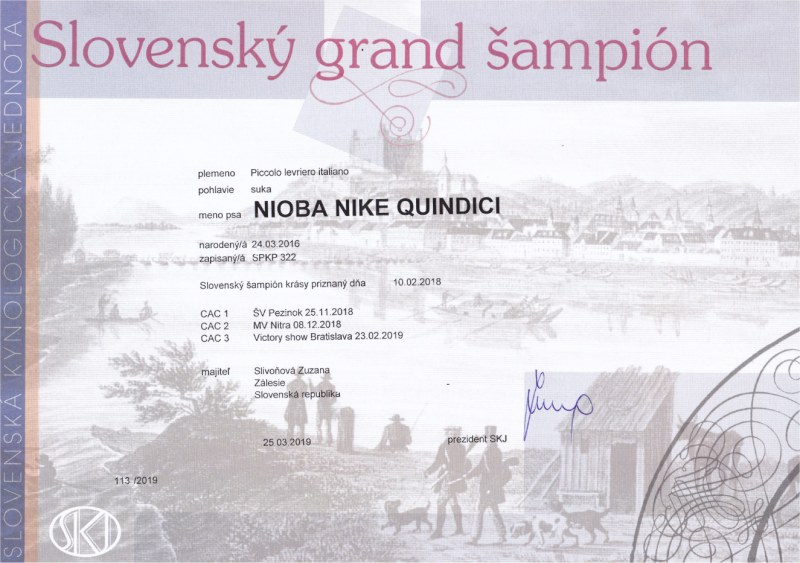 Slovenský grand šampión
SLOVENSKÁ KYNOLOGICKÁ JEDNOTA
plemeno Piccolo levriero italiano
pohlavie suka
meno psa NIOBA NIKE QUINDICI
narodený/á 24.03.2016
zapísaný/á SPKP 322
Slovenský šampión krásy priznaný dňa 10.02.2018
CAC 1 ŠV Pezinok 25.11.2018
CAC 2 MV Nitra 08.12.2018
CAC 3 Victory show Bratislava 23.02.2019
majiteľ Slivoňová Zuzana
Zálesie
Slovenská republika
25 03.2019 prezident SKJ
113 /2019
SKJ